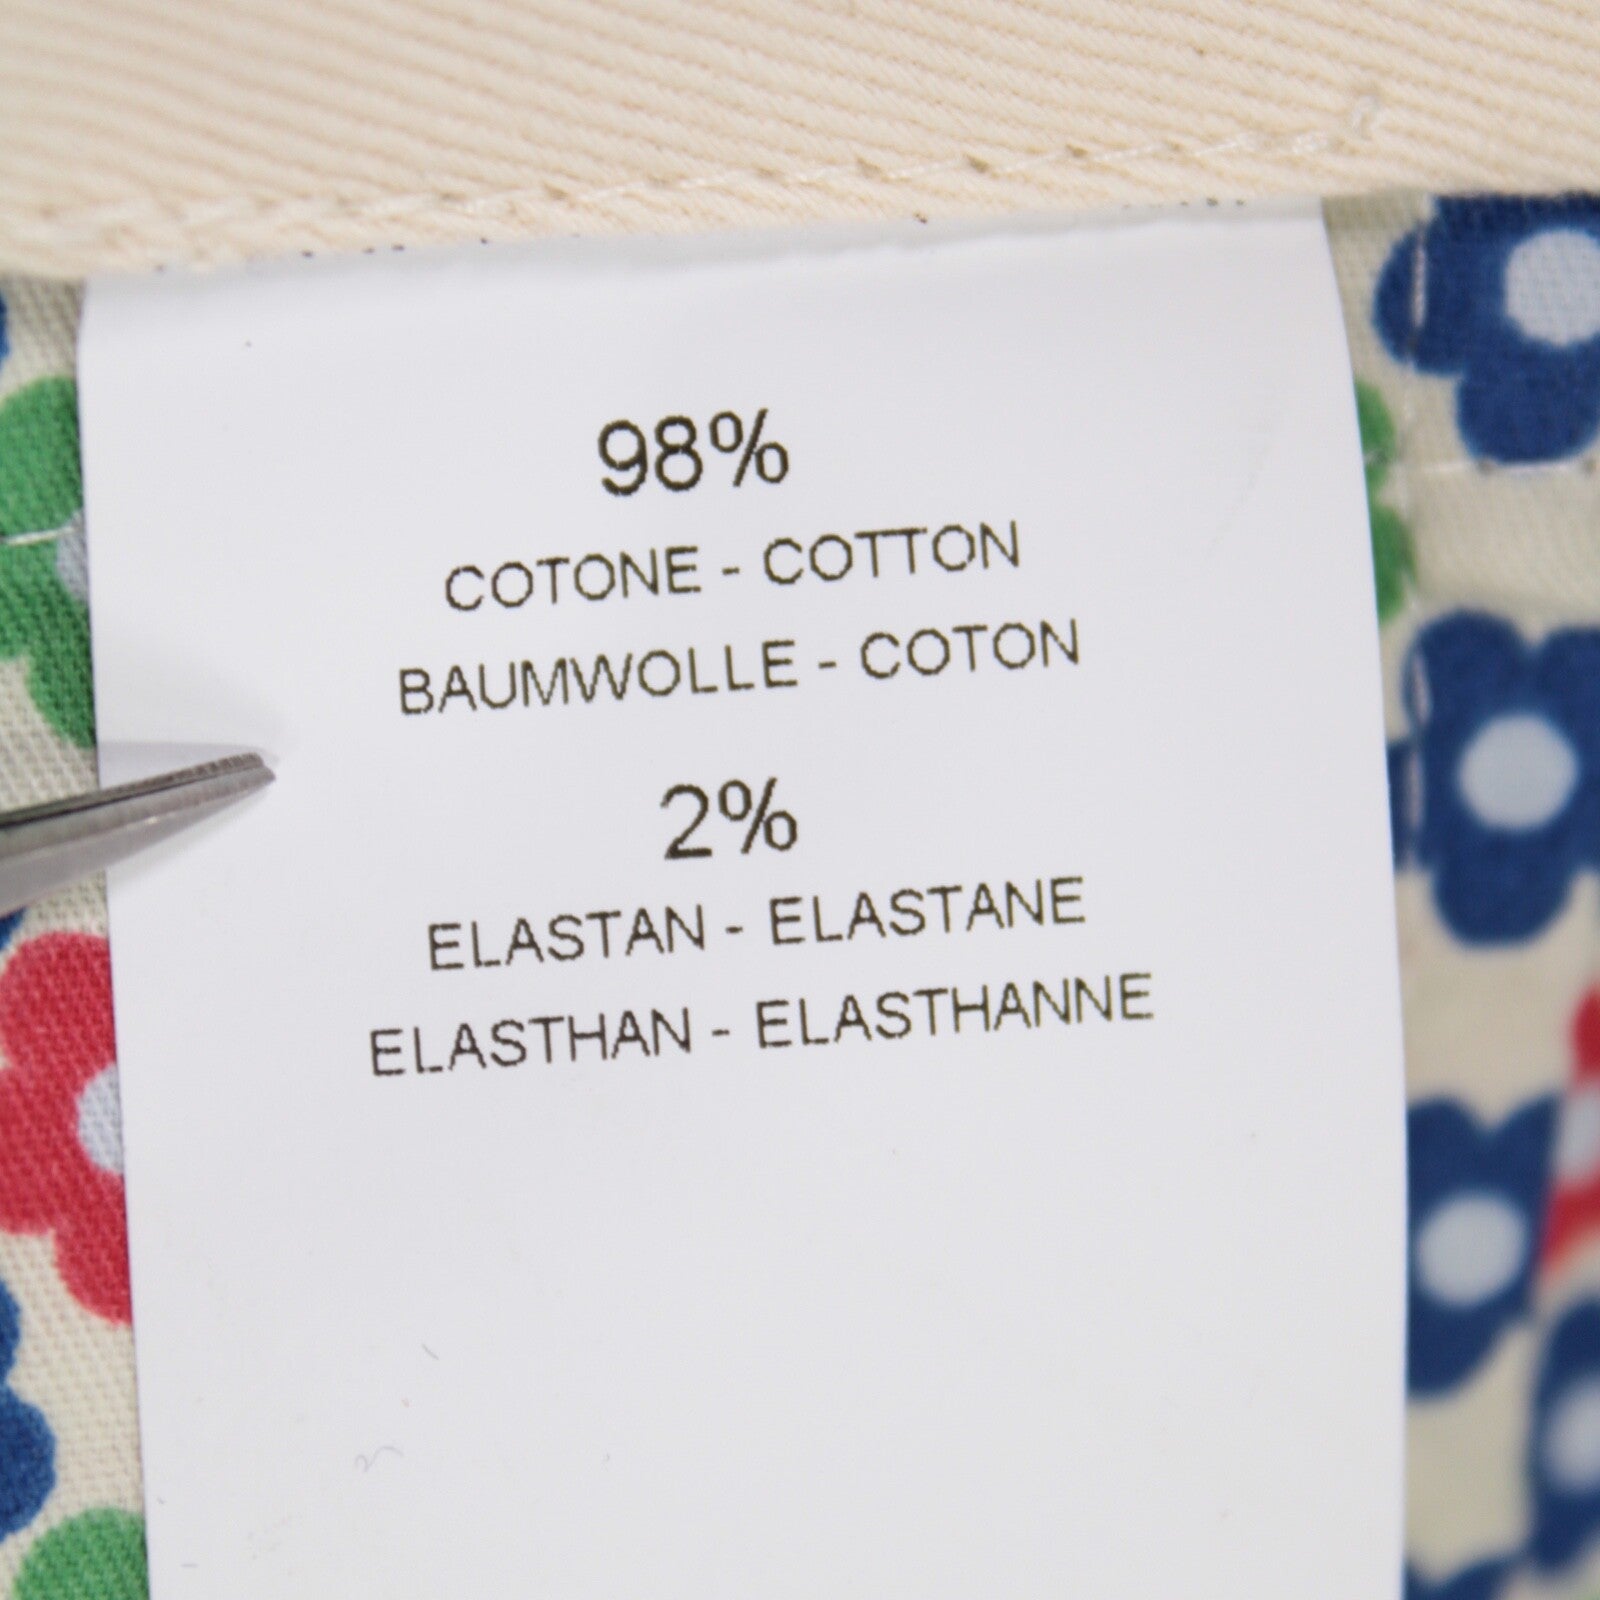 98%
COTONE - COTTON
BAUMWOLLE - COTON
2%
ELASTAN - ELASTANE
ELASTHAN - ELASTHANNE